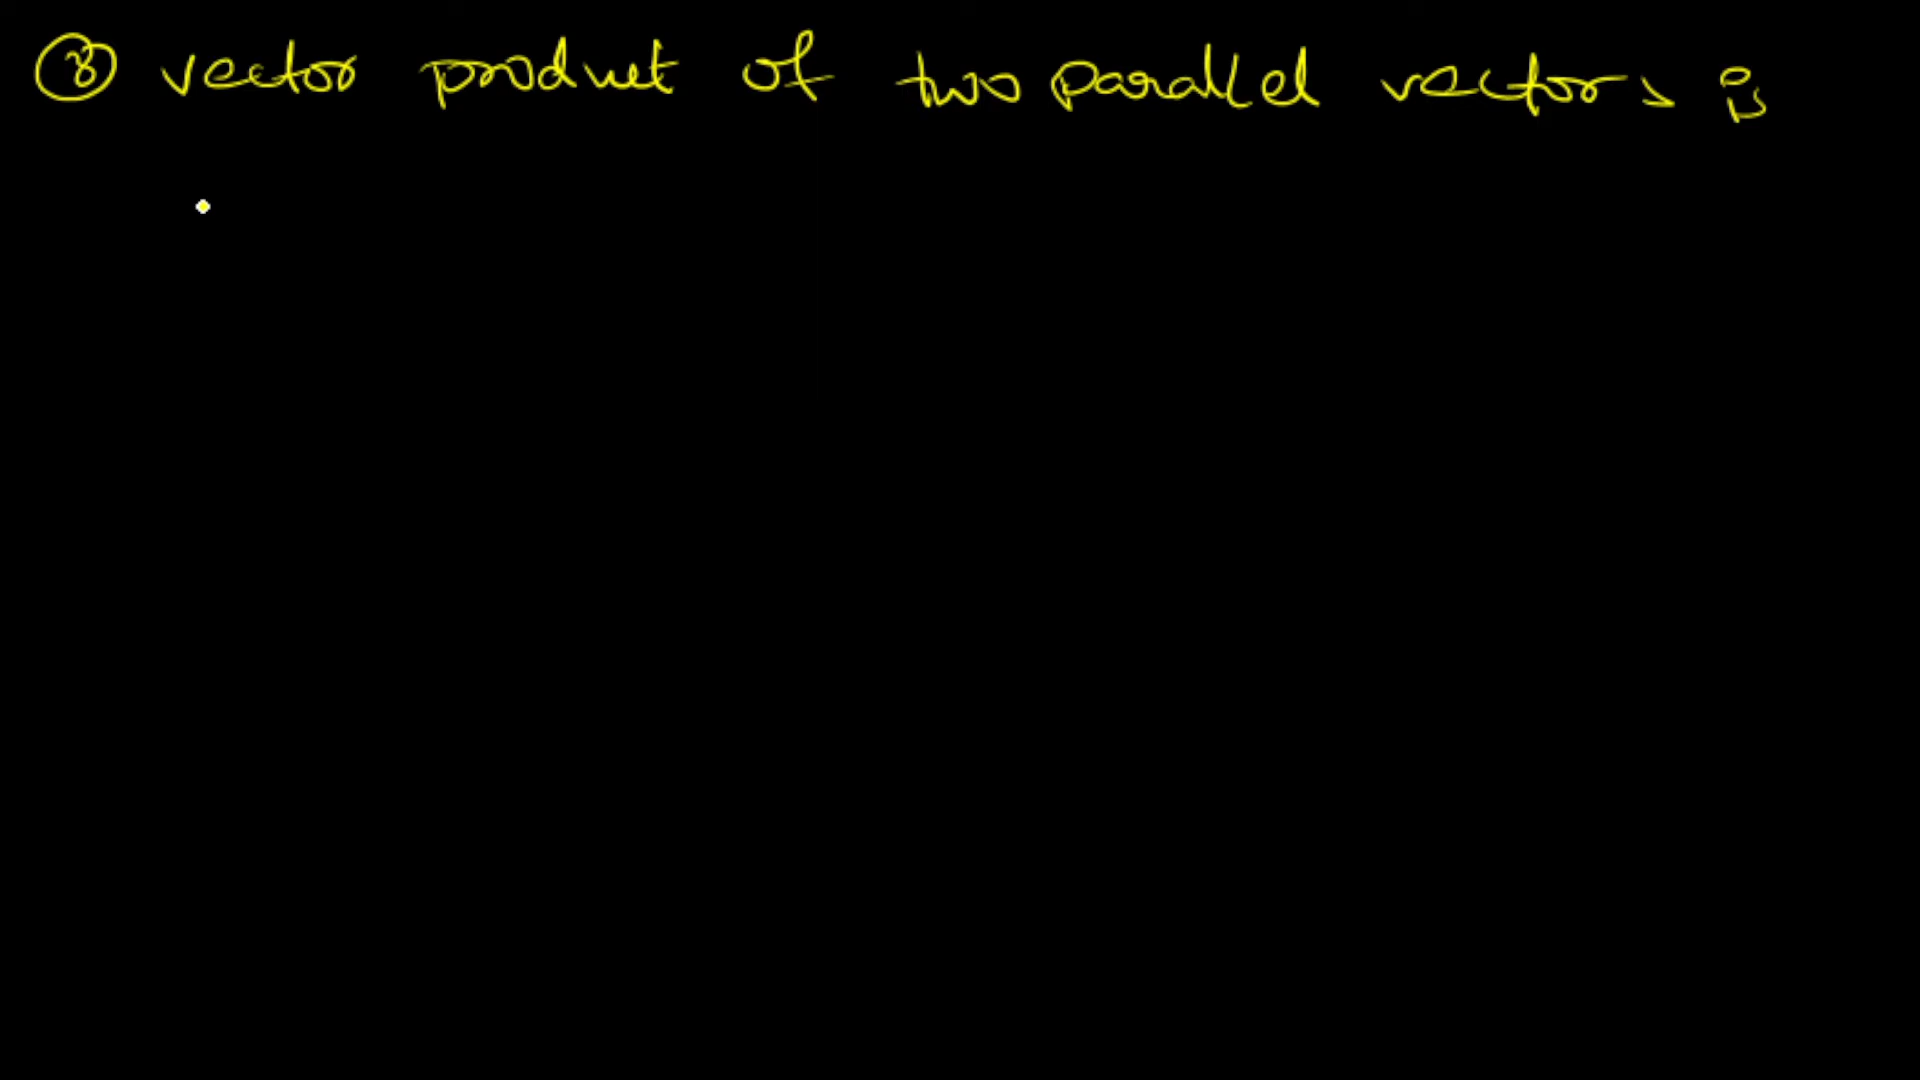 ⑧ vector product of two parallel vectors is